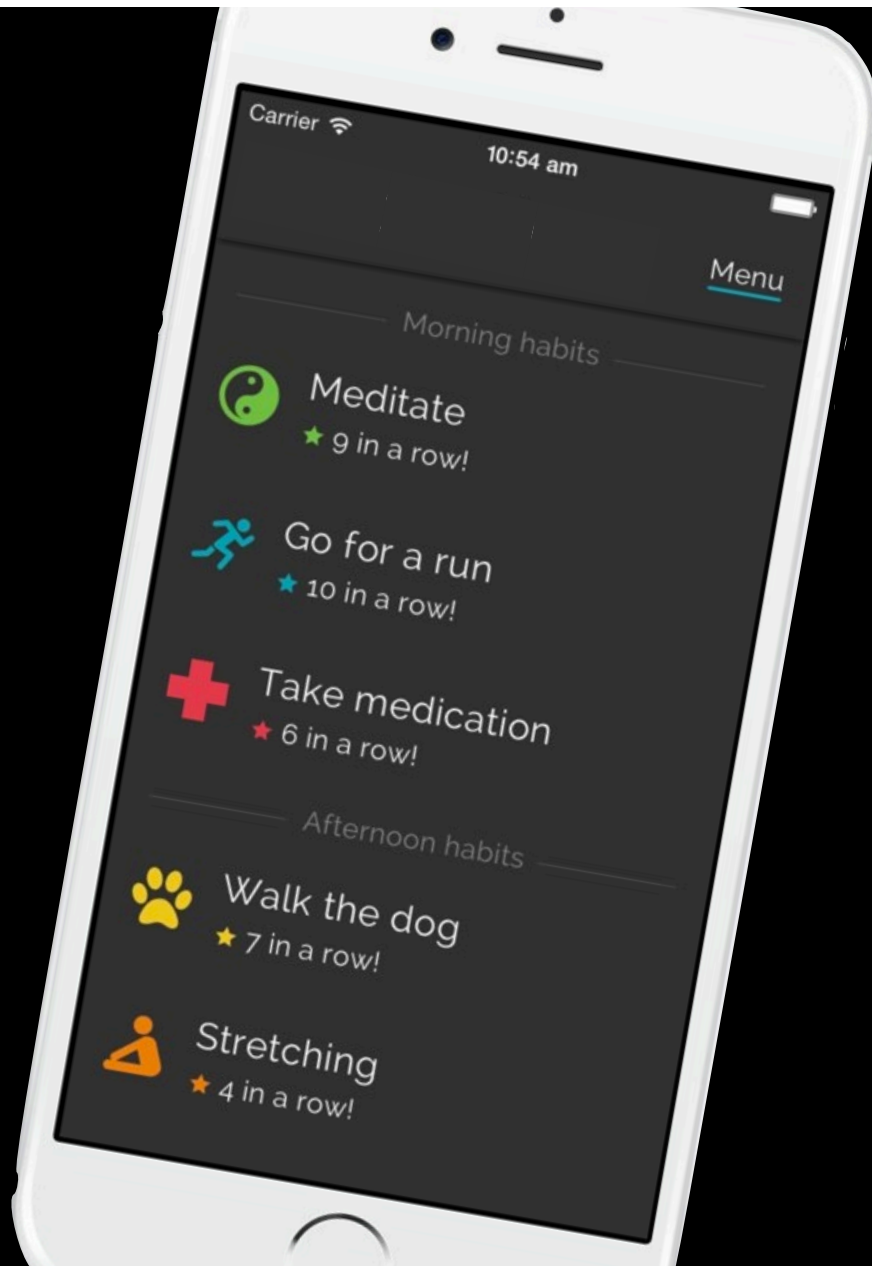 Carrier
10:54 am
Menu
Morning habits
Meditate
9 in a row!
Go for a run
10 in a row!
Take medication
6 in a row!
Afternoon habits
Walk the dog
7 in a row!
Stretching
4 in a row!